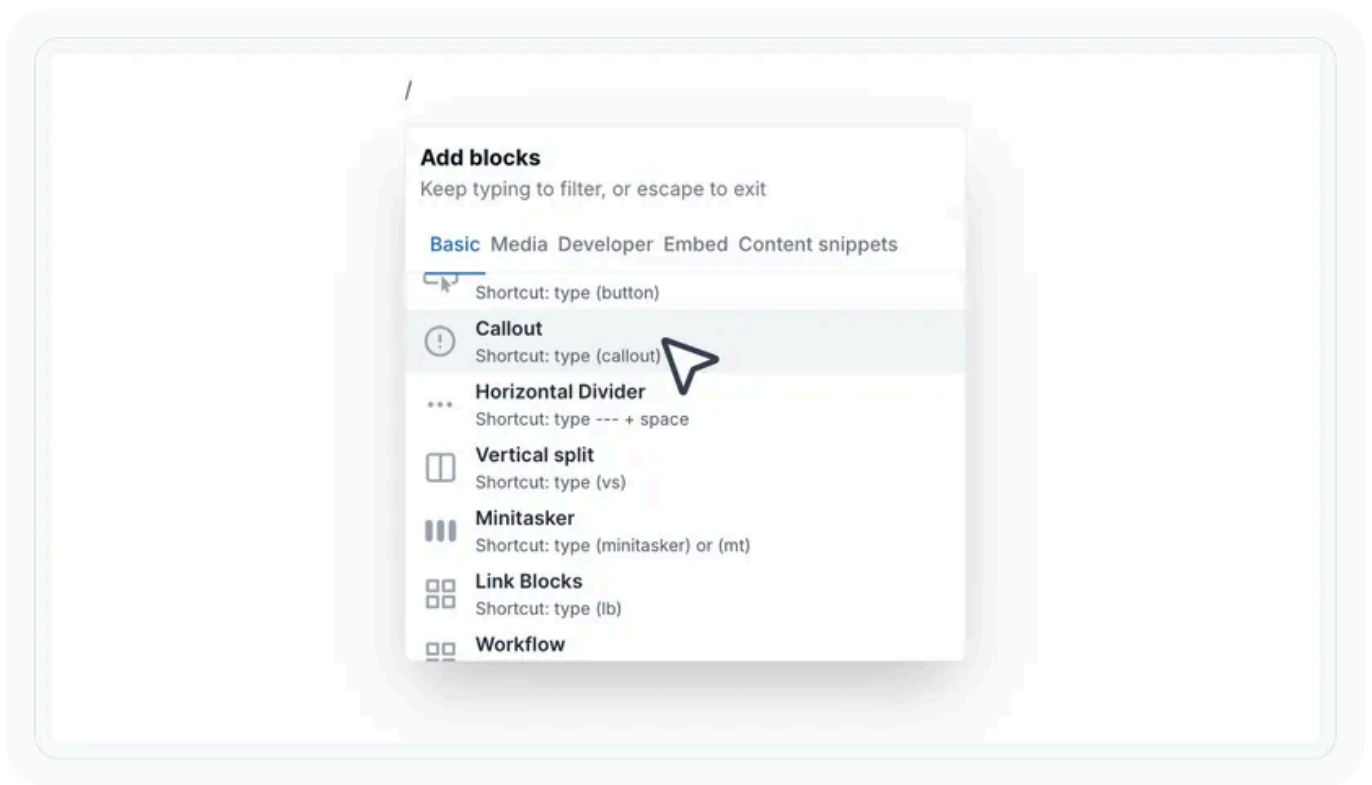 /
Add blocks
Keep typing to filter, or escape to exit
Basic Media Developer Embed Content snippets
Shortcut: type (button)
Callout
Shortcut: type (callout)
Horizontal Divider
Shortcut: type --- + space
Vertical split
Shortcut: type (vs)
Minitasker
Shortcut: type (minitasker) or (mt)
Link Blocks
Shortcut: type (lb)
Workflow